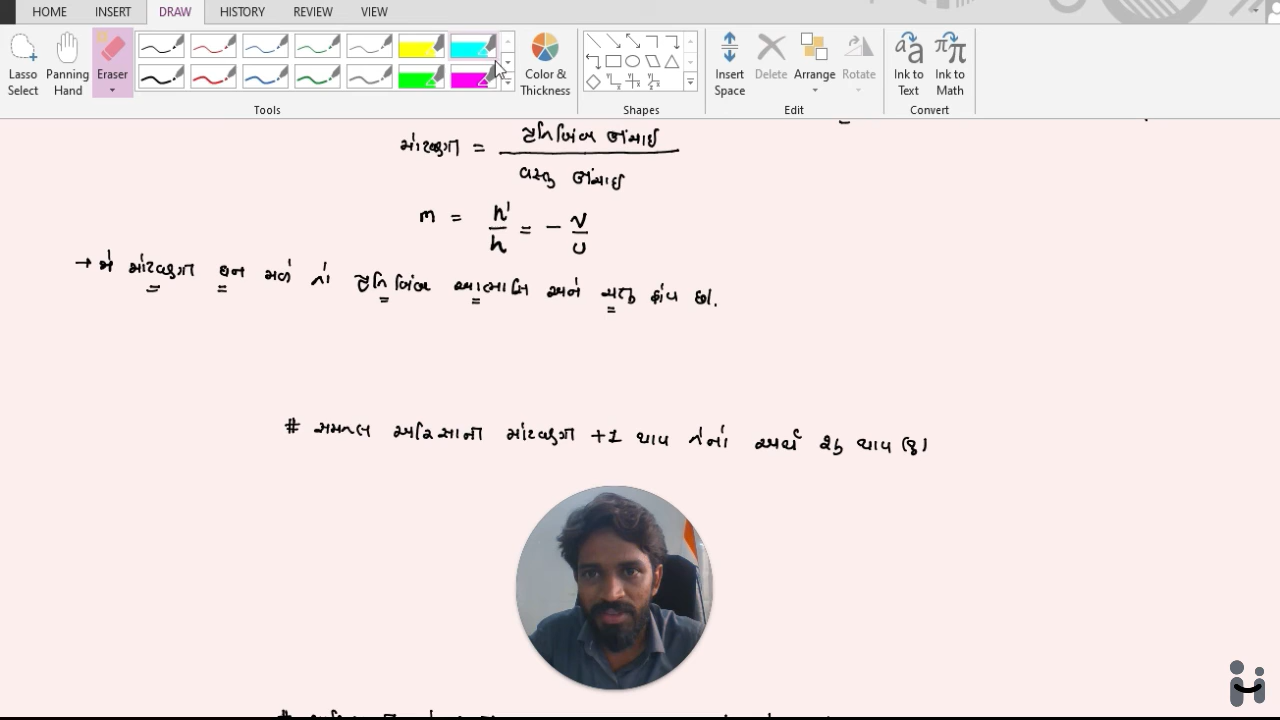 HOME INSERT DRAW HISTORY REVIEW VIEW
Lasso Select Panning Hand Eraser Color & Thickness Insert Space Delete Arrange Rotate Ink to Text Ink to Math
Tools Shapes Edit Convert
મોટવણી = પ્રતિબિંબ ઊંચાઈ
વસ્તુ ઊંચાઈ
m = h'/h = - v/u
→ જો મોટવણી ધન મળે તો પ્રતિબિંબ આભાસિ અને ચતુ હોય છે.
# સમતલ અરિસાની મોટવણી +1 થાય તેનો અર્થ શું થાય (છે)